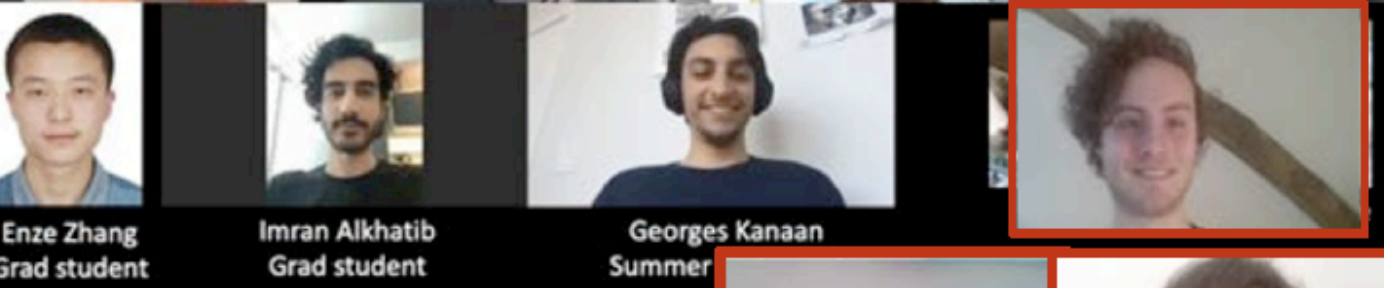 Enze Zhang
Grad student
Imran Alkhatib
Grad student
Georges Kanaan
Summer